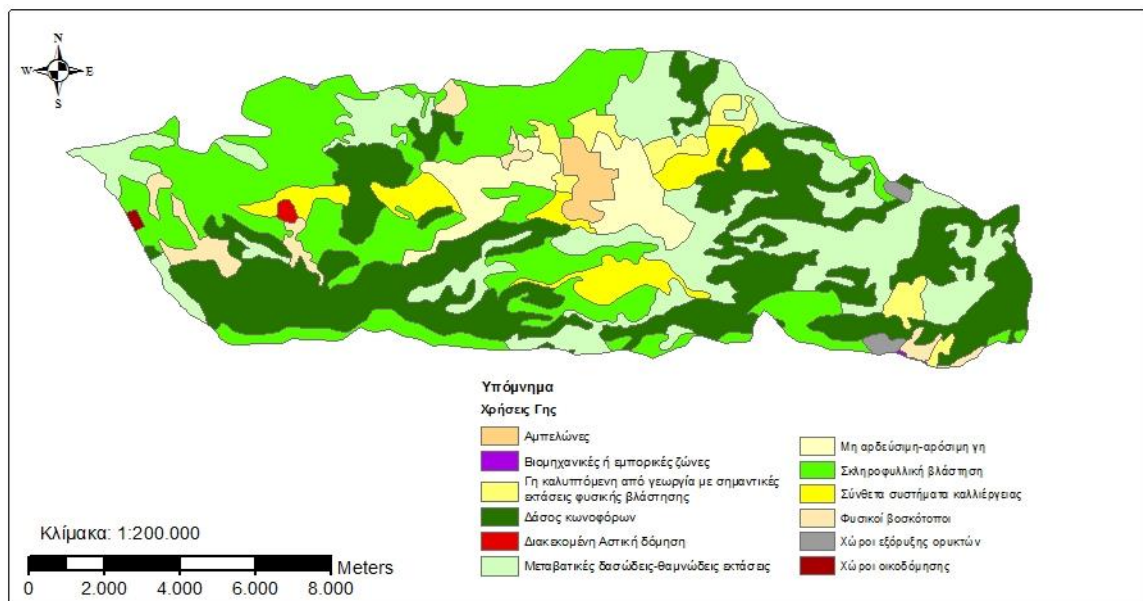 N
W E
S
Υπόμνημα
Χρήσεις Γης
Αμπελώνες
Βιομηχανικές ή εμπορικές ζώνες
Γη καλυπτόμενη από γεωργία με σημαντικές
εκτάσεις φυσικής βλάστησης
Δάσος κωνοφόρων
Διακεκομένη Αστική δόμηση
Μεταβατικές δασώδεις-θαμνώδεις εκτάσεις
Μη αρδεύσιμη-αρόσιμη γη
Σκληροφυλλική βλάστηση
Σύνθετα συστήματα καλλιέργειας
Φυσικοί βοσκότοποι
Χώροι εξόρυξης ορυκτών
Χώροι οικοδόμησης
Κλίμακα: 1:200.000
Meters
0 2.000 4.000 6.000 8.000